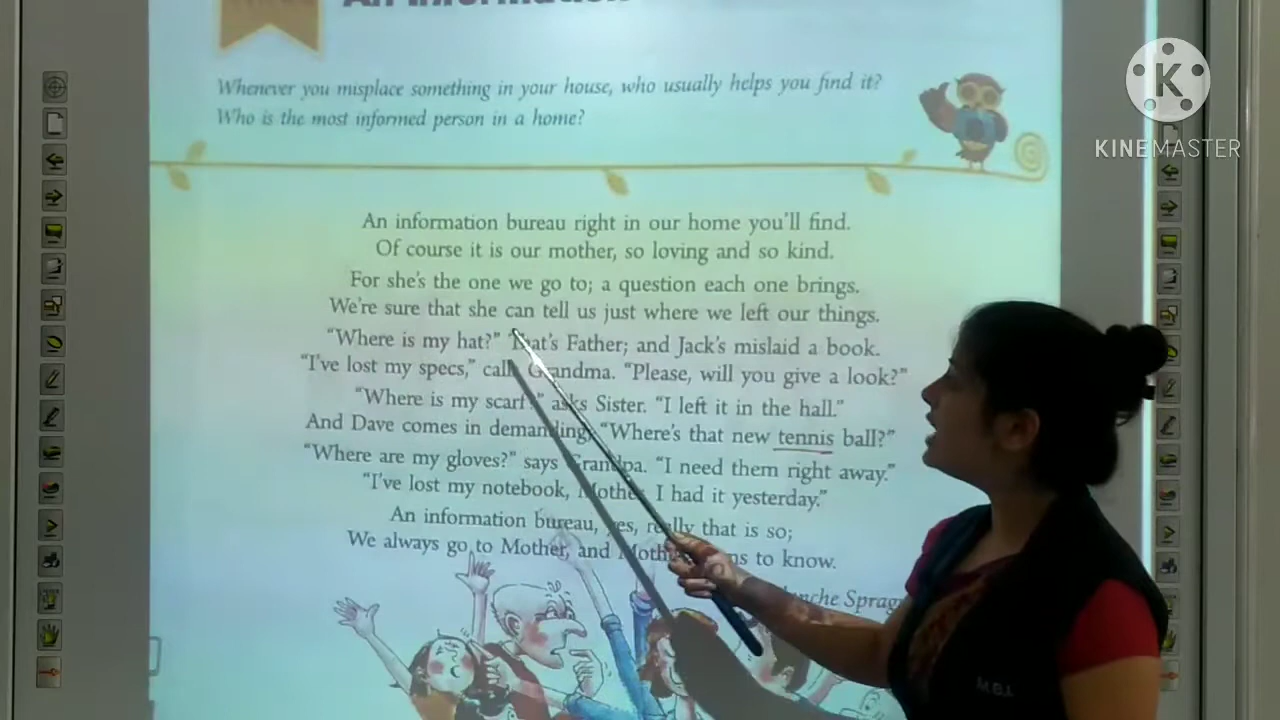 An Information
Whenever you misplace something in your house, who usually helps you find it?
Who is the most informed person in a home?
K
KINEMASTER
An information bureau right in our home you'll find.
Of course it is our mother, so loving and so kind.
For she's the one we go to; a question each one brings.
We're sure that she can tell us just where we left our things.
"Where is my hat?" That's Father; and Jack's mislaid a book.
"I've lost my specs," calls Grandma. "Please, will you give a look?"
"Where is my scarf?" asks Sister. "I left it in the hall."
And Dave comes in demanding, "Where's that new tennis ball?"
"Where are my gloves?" says Grandpa. "I need them right away."
"I've lost my notebook, Mother, I had it yesterday."
An information bureau, yes, really that is so;
We always go to Mother, and to know.
M.B.I.